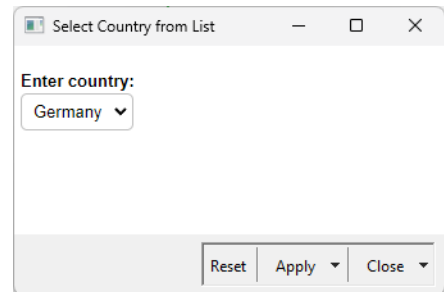 Select Country from List
Enter country:
Germany
Reset Apply Close